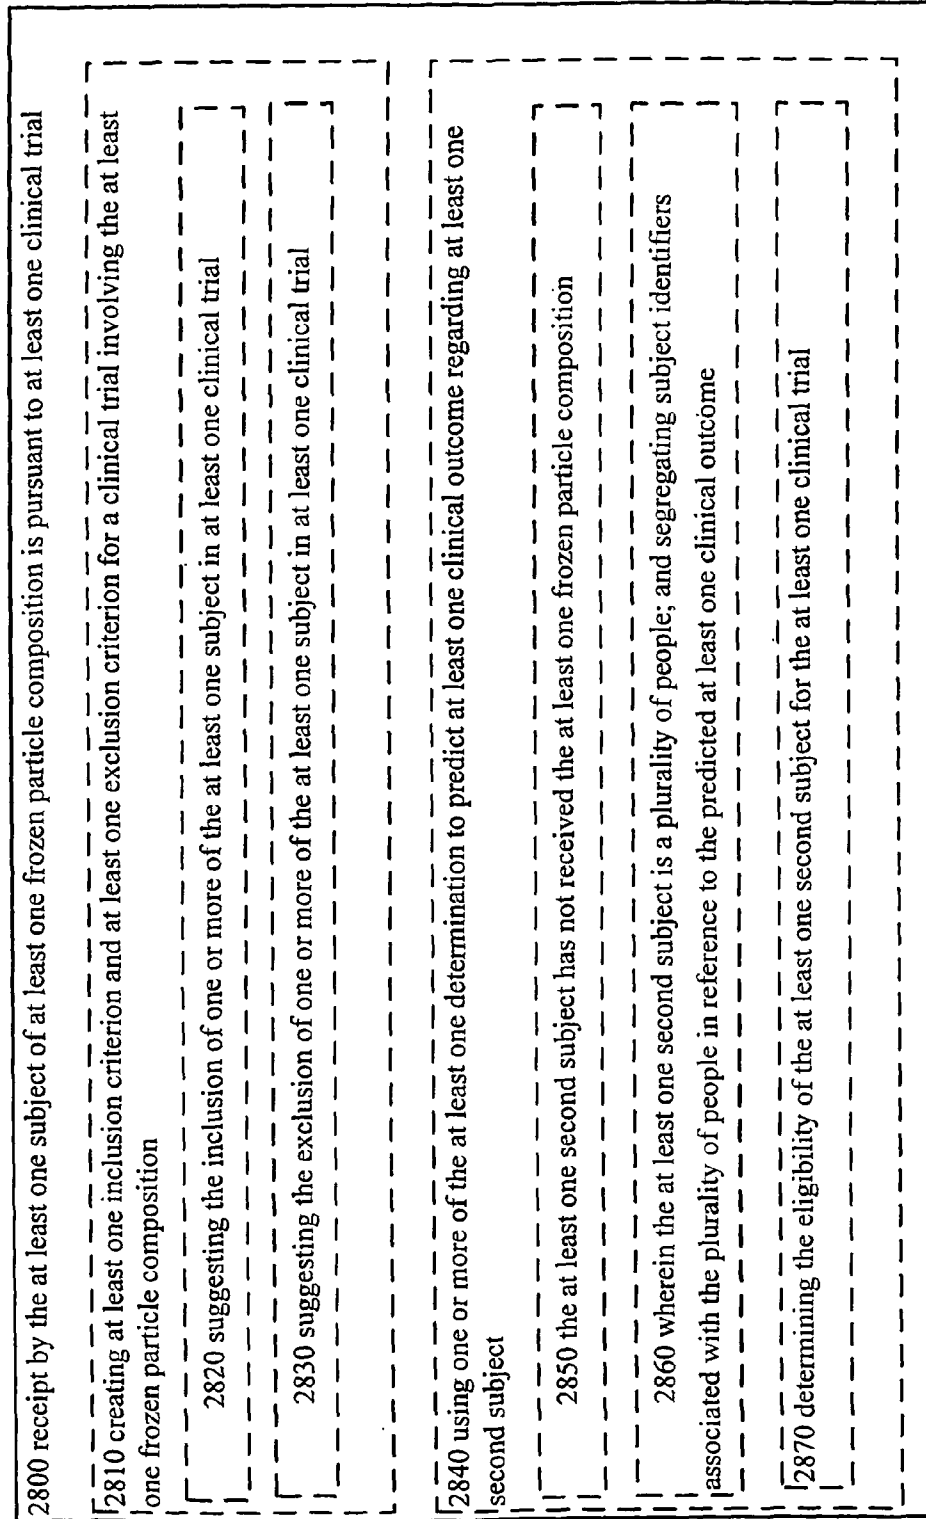 2800 receipt by the at least one subject of at least one frozen particle composition is pursuant to at least one clinical trial
2810 creating at least one inclusion criterion and at least one exclusion criterion for a clinical trial involving the at least
one frozen particle composition
2820 suggesting the inclusion of one or more of the at least one subject in at least one clinical trial
2830 suggesting the exclusion of one or more of the at least one subject in at least one clinical trial
2840 using one or more of the at least one determination to predict at least one clinical outcome regarding at least one
second subject
2850 the at least one second subject has not received the at least one frozen particle composition
2860 wherein the at least one second subject is a plurality of people; and segregating subject identifiers
associated with the plurality of people in reference to the predicted at least one clinical outcome
2870 determining the eligibility of the at least one second subject for the at least one clinical trial